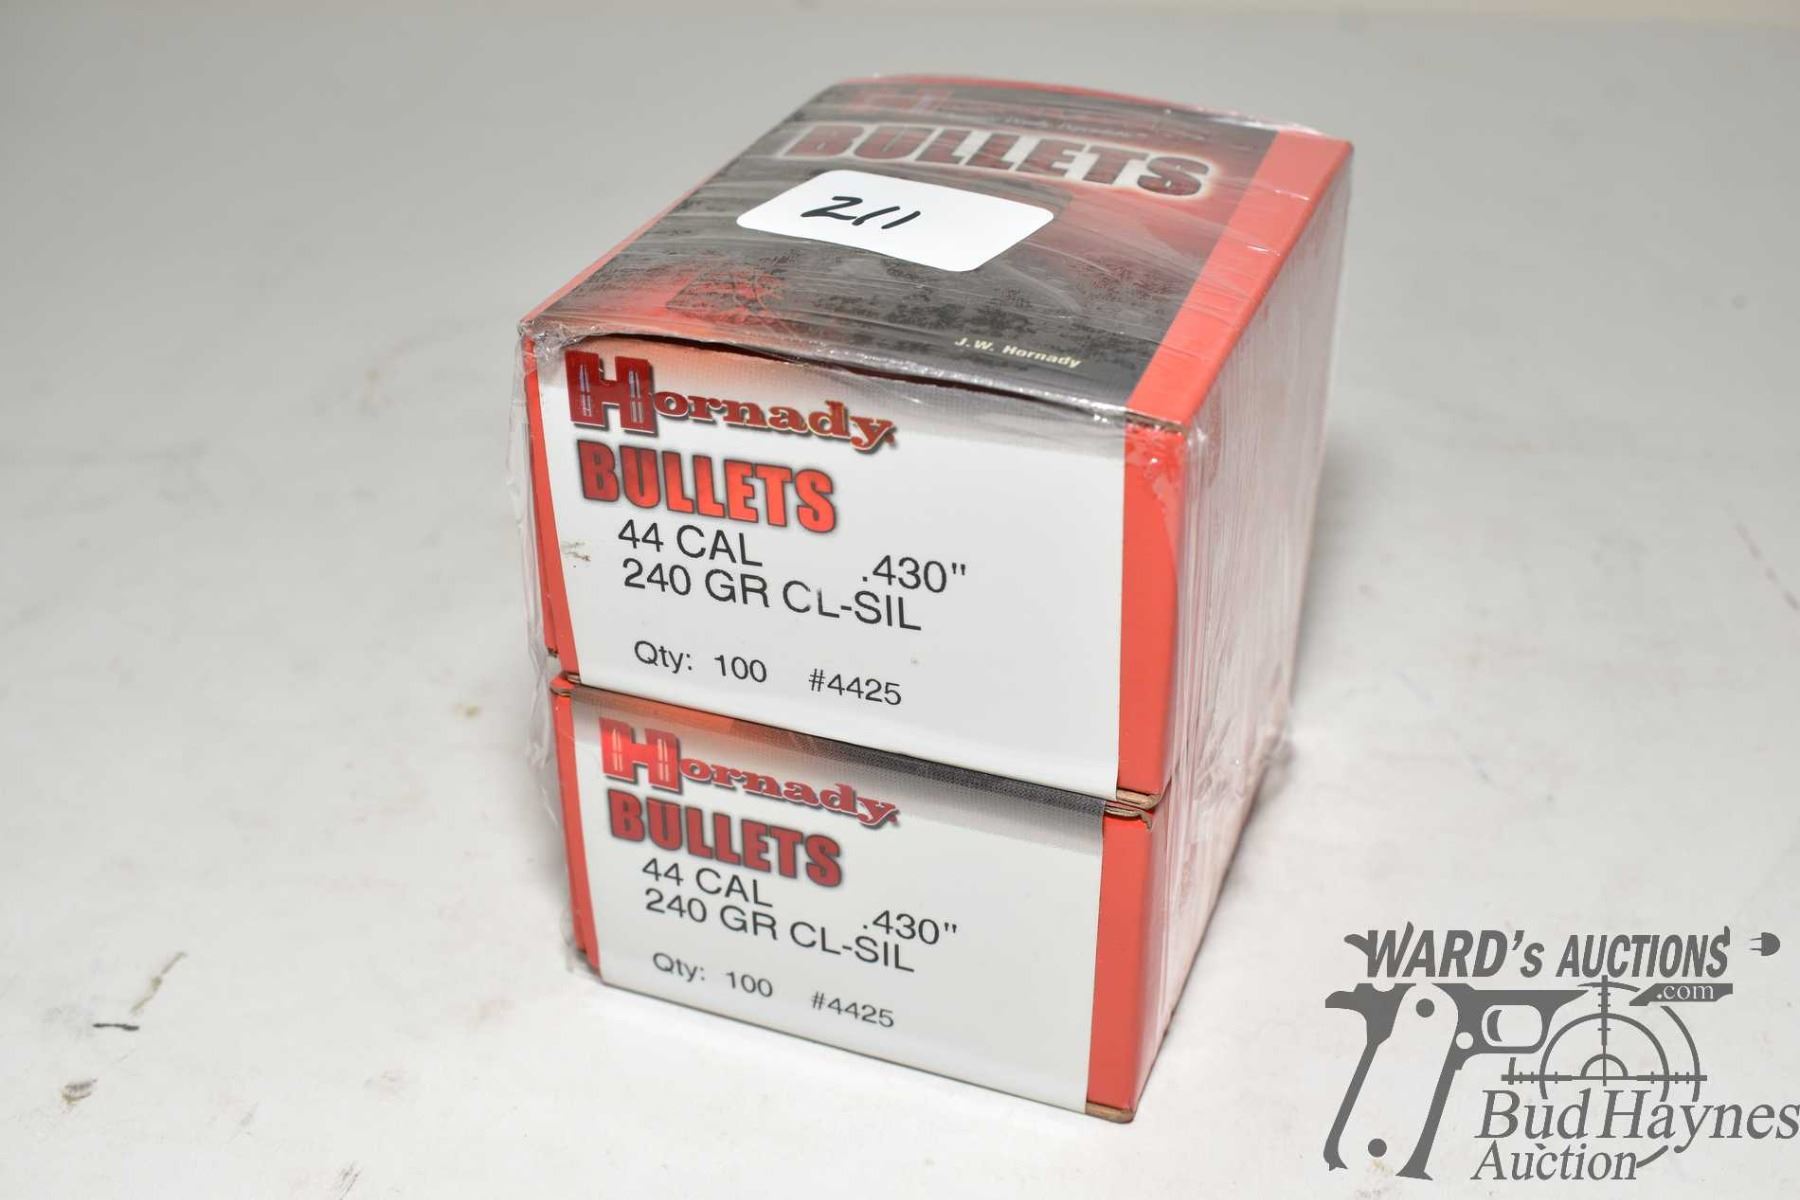 BULLETS
211
J.W. Hornady
Hornady
BULLETS
44 CAL .430"
240 GR CL-SIL
Qty: 100 #4425
Hornady
BULLETS
44 CAL .430"
240 GR CL-SIL
Qty: 100 #4425
WARD's AUCTIONS
.com
Bud Haynes
Auction